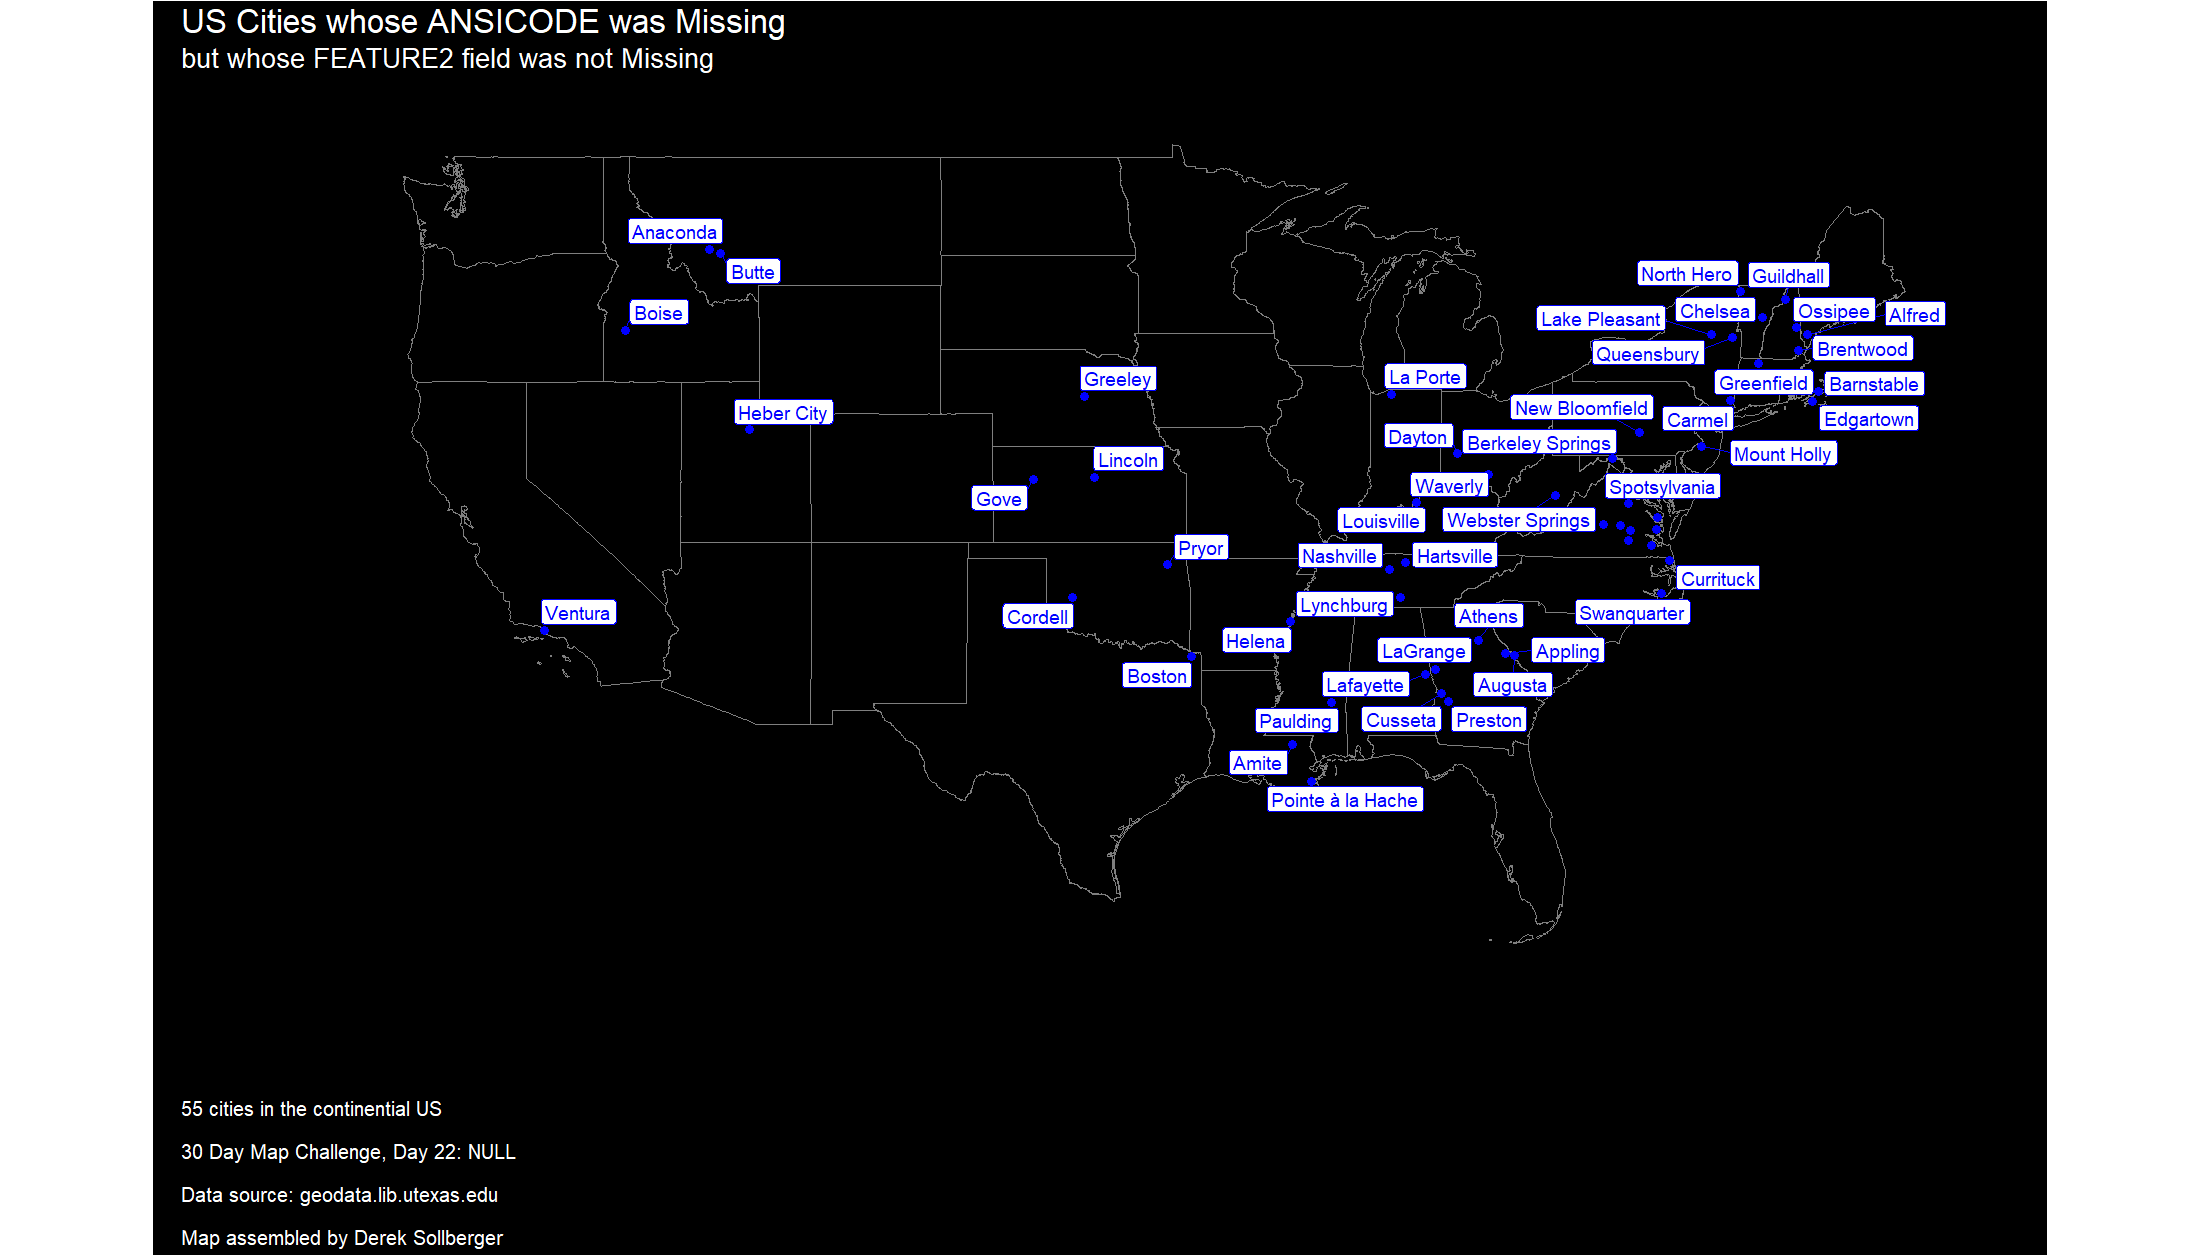 US Cities whose ANSICODE was Missing
but whose FEATURE2 field was not Missing
Anaconda
Butte
Boise
North Hero
Guildhall
Chelsea
Ossipee
Alfred
Lake Pleasant
Queensbury
Brentwood
Greeley
La Porte
Greenfield
Barnstable
Heber City
New Bloomfield
Carmel
Edgartown
Dayton
Berkeley Springs
Mount Holly
Lincoln
Gove
Waverly
Spotsylvania
Louisville
Webster Springs
Pryor
Nashville
Hartsville
Currituck
Ventura
Cordell
Lynchburg
Athens
Swanquarter
Helena
LaGrange
Appling
Boston
Lafayette
Augusta
Paulding
Cusseta
Preston
Amite
Pointe à la Hache
55 cities in the continential US
30 Day Map Challenge, Day 22: NULL
Data source: geodata.lib.utexas.edu
Map assembled by Derek Sollberger